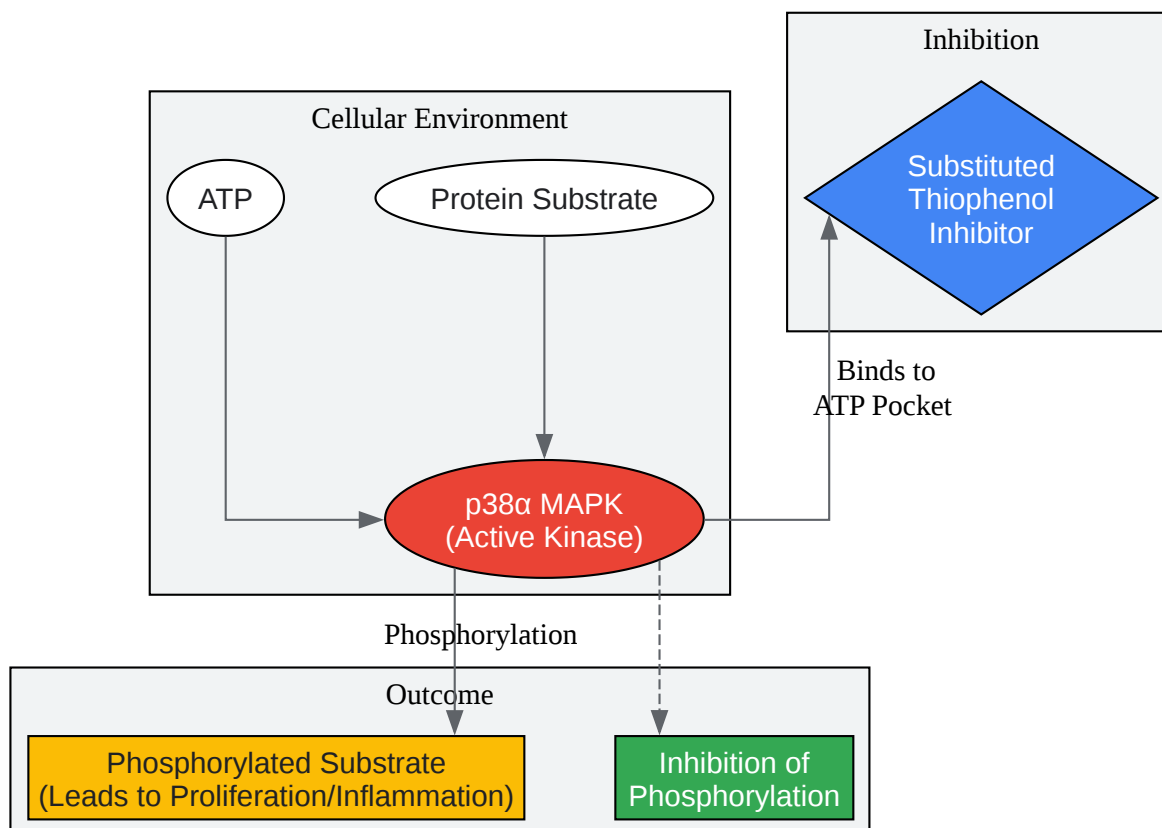 Inhibition
Substituted
Thiophenol
Inhibitor
Cellular Environment
ATP
Protein Substrate
Binds to
ATP Pocket
p38α MAPK
(Active Kinase)
Phosphorylation
Outcome
Phosphorylated Substrate
(Leads to Proliferation/Inflammation)
Inhibition of
Phosphorylation